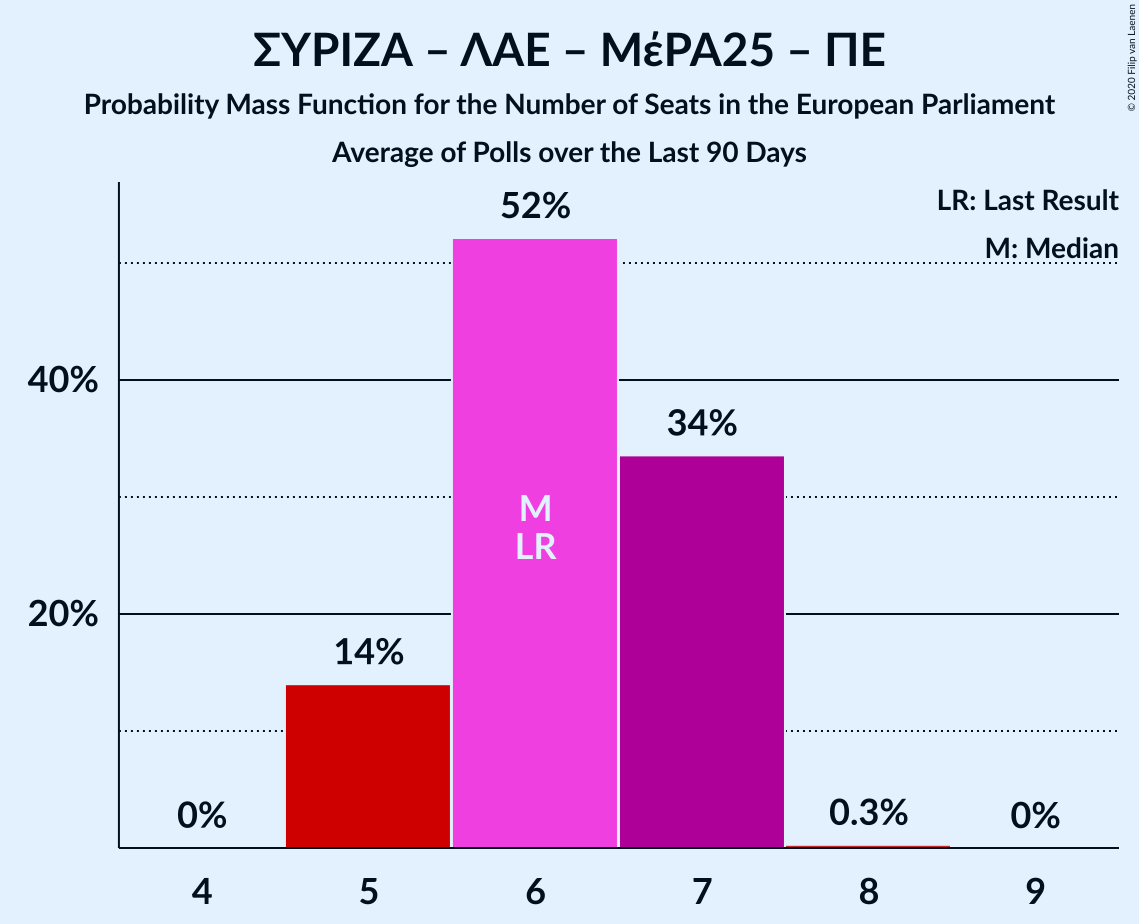 ΣΥΡΙΖΑ – ΛΑΕ – ΜέΡΑ25 – ΠΕ
Probability Mass Function for the Number of Seats in the European Parliament
Average of Polls over the Last 90 Days
© 2020 Filip van Laenen
LR: Last Result
M: Median
52%
40%
34%
M
LR
20%
14%
0%
0.3%
0%
4 5 6 7 8 9